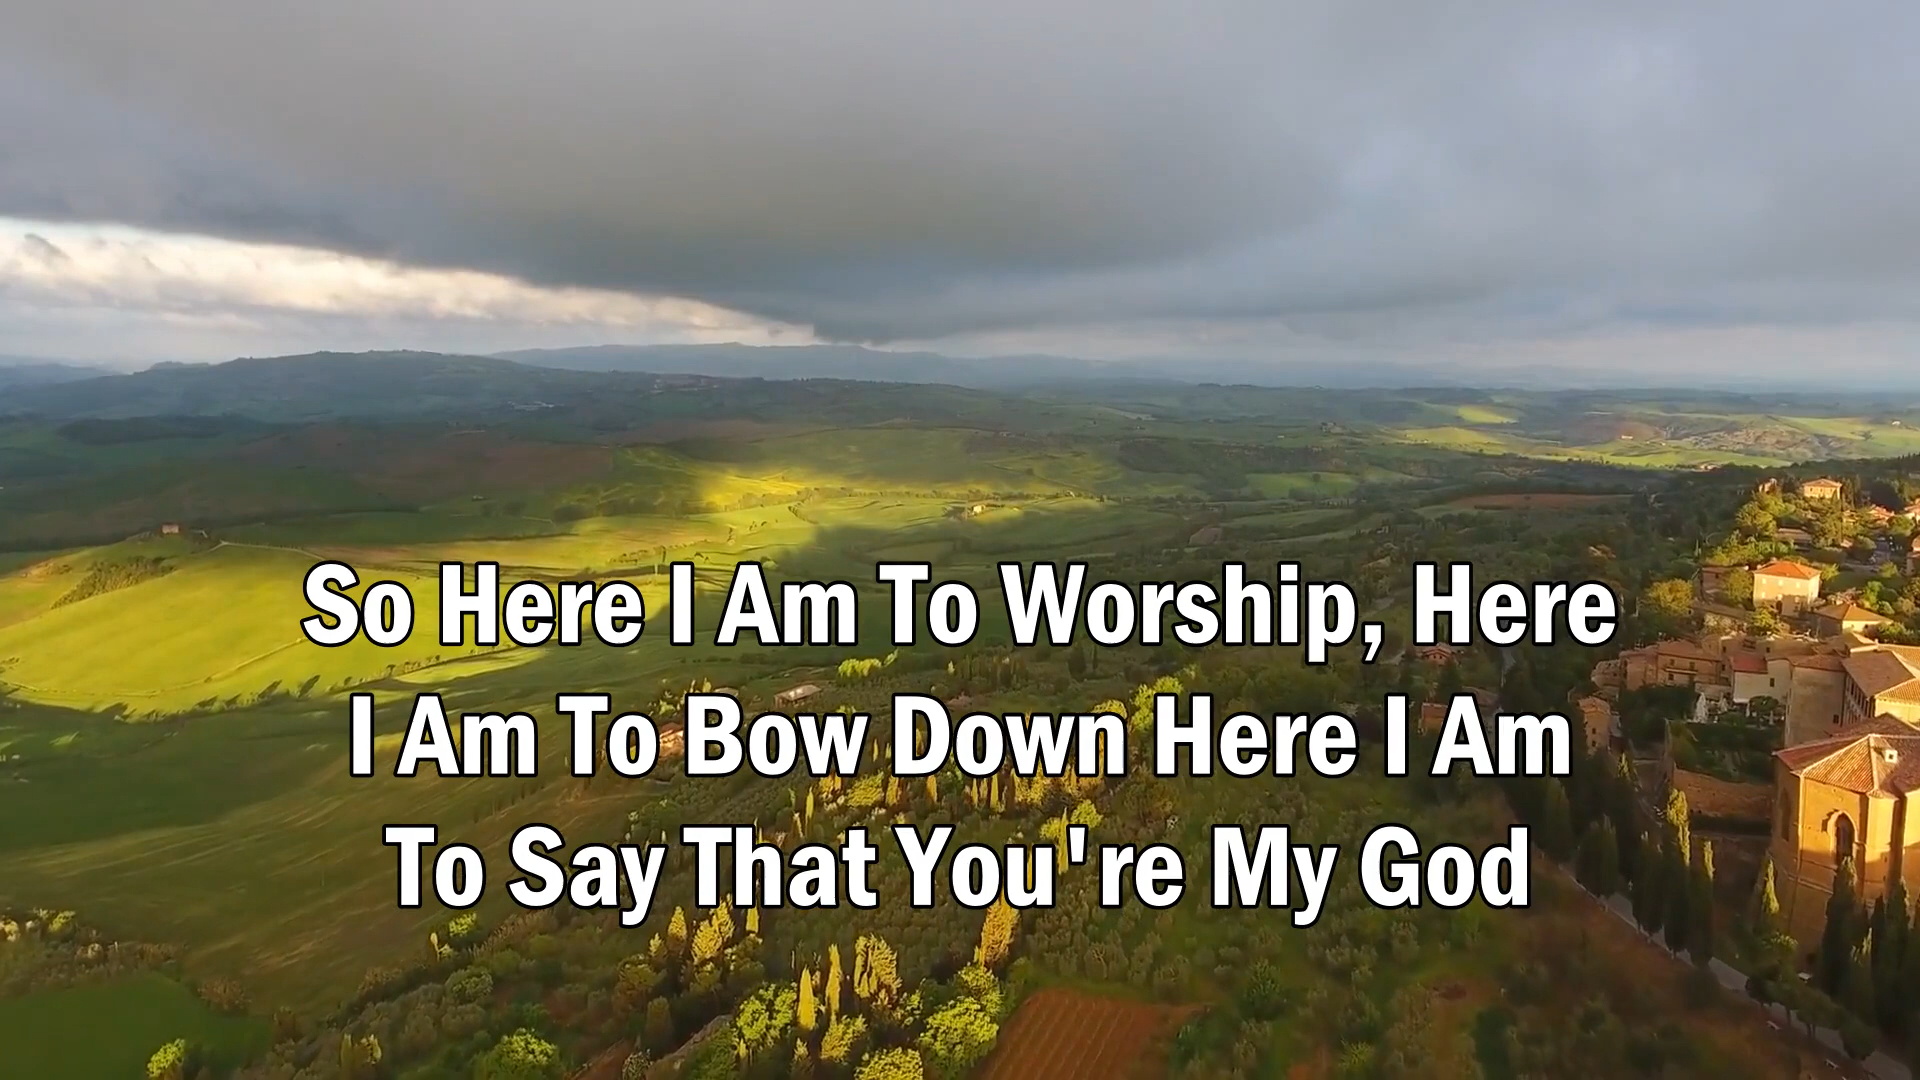 So Here I Am To Worship, Here
I Am To Bow Down Here I Am
To Say That You're My God